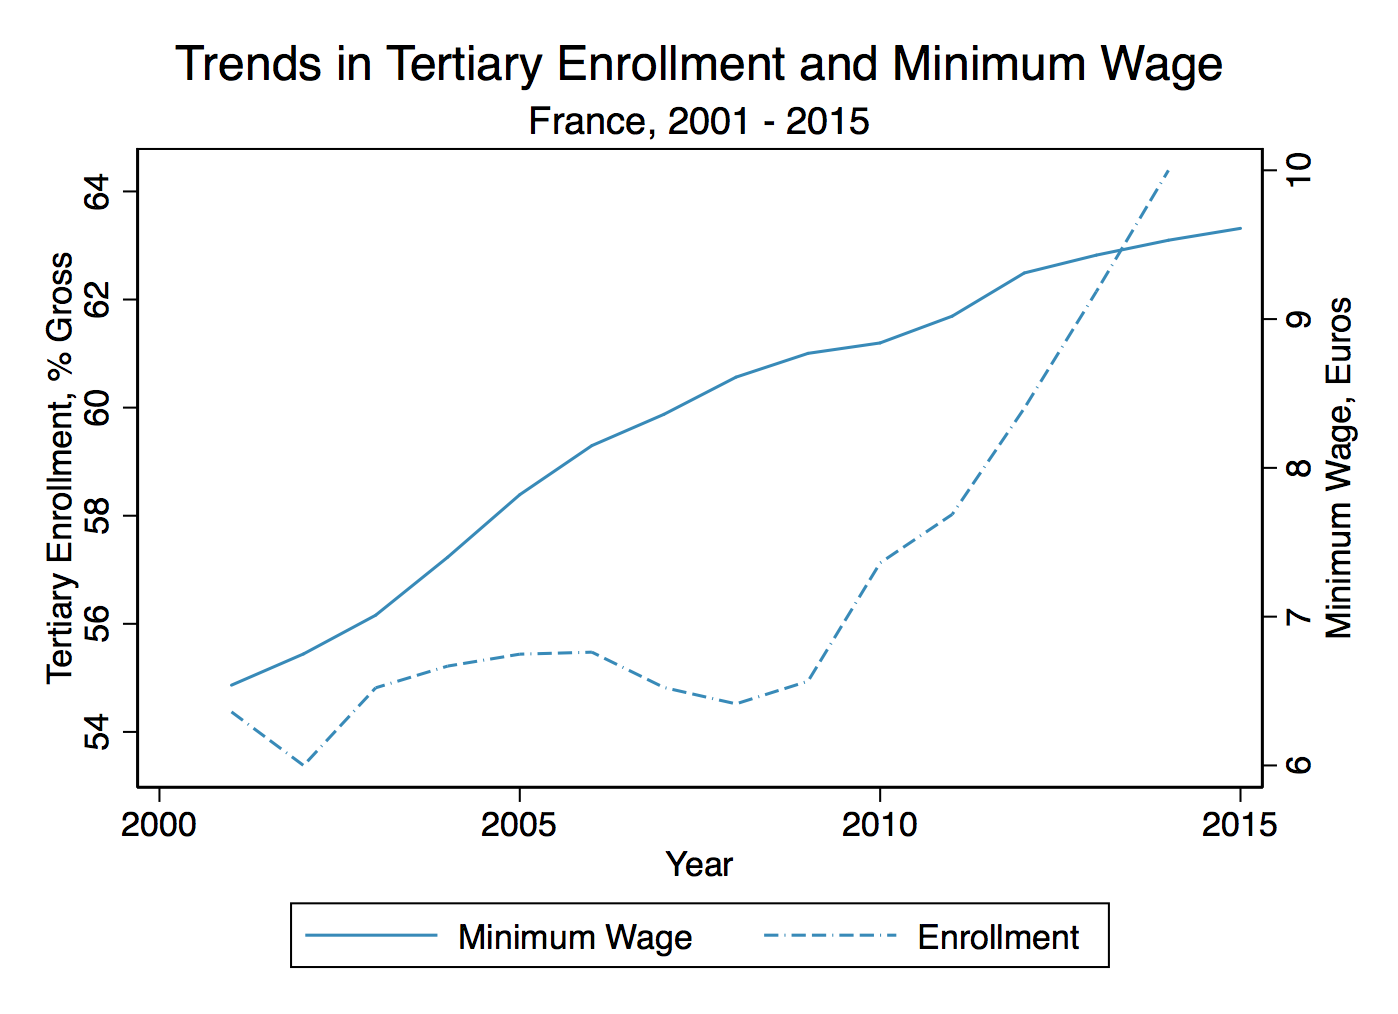 Trends in Tertiary Enrollment and Minimum Wage
France, 2001 - 2015
Tertiary Enrollment, % Gross
64
62
60
58
56
54
10
9
8
7
6
Minimum Wage, Euros
2000 2005 2010 2015
Year
Minimum Wage Enrollment